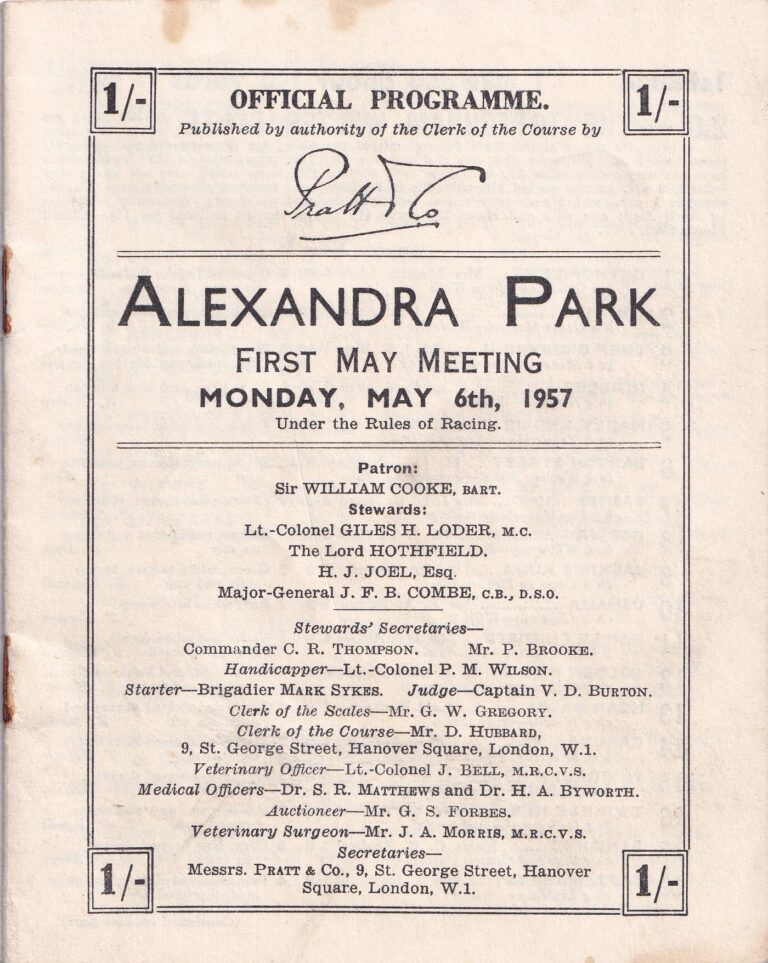 1/-
1/-
OFFICIAL PROGRAMME.
Published by authority of the Clerk of the Course by
Pratt & Co
ALEXANDRA PARK
FIRST MAY MEETING
MONDAY, MAY 6th, 1957
Under the Rules of Racing.
Patron:
Sir WILLIAM COOKE, BART.
Stewards:
Lt.-Colonel GILES H. LODER, M.C.
The Lord HOTHFIELD.
H. J. JOEL, Esq.
Major-General J. F. B. COMBE, C.B., D.S.O.
Stewards' Secretaries—
Commander C. R. THOMPSON. Mr. P. BROOKE.
Handicapper—Lt.-Colonel P. M. WILSON.
Starter—Brigadier MARK SYKES. Judge—Captain V. D. BURTON.
Clerk of the Scales—Mr. G. W. GREGORY.
Clerk of the Course—Mr. D. HUBBARD,
9, St. George Street, Hanover Square, London, W.1.
Veterinary Officer—Lt.-Colonel J. BELL, M.R.C.V.S.
Medical Officers—Dr. S. R. MATTHEWS and Dr. H. A. BYWORTH.
Auctioneer—Mr. G. S. FORBES.
Veterinary Surgeon—Mr. J. A. MORRIS, M.R.C.V.S.
Secretaries—
Messrs. PRATT & Co., 9, St. George Street, Hanover
Square, London, W.1.
1/-
1/-